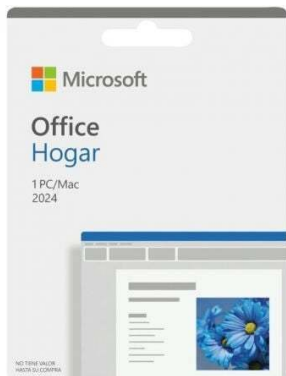 Microsoft
Office
Hogar
1 PC/Mac
2024
NO TIENE VALOR
HASTA SU COMPRA